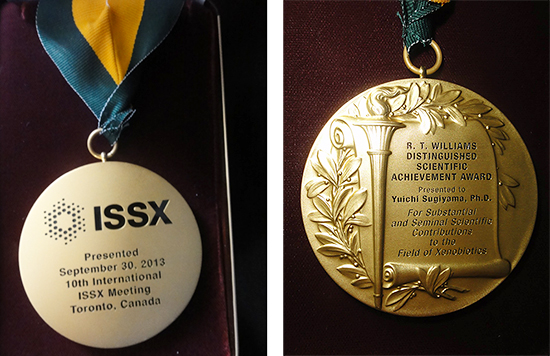 ISSX
Presented
September 30, 2013
10th International
ISSX Meeting
Toronto, Canada
R. T. WILLIAMS
DISTINGUISHED
SCIENTIFIC
ACHIEVEMENT AWARD
Presented to
Yuichi Sugiyama, Ph.D.
For Substantial
and Seminal Scientific
Contributions
to the
Field of Xenobiotics